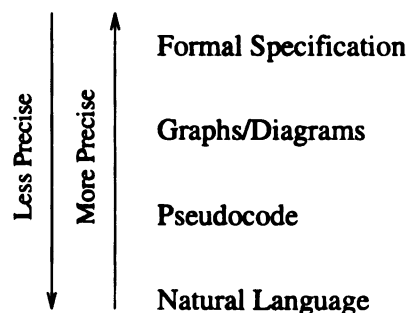 Less Precise
More Precise
Formal Specification
Graphs/Diagrams
Pseudocode
Natural Language